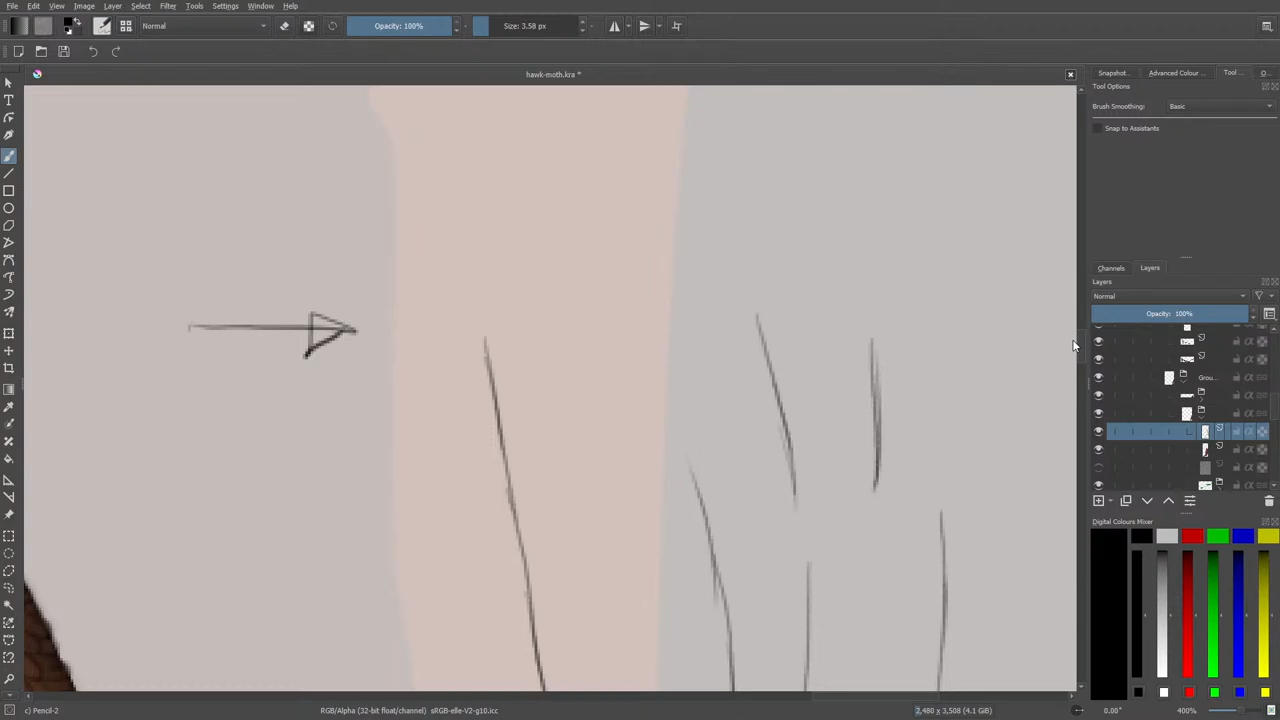 File Edit View Image Layer Select Filter Tools Settings Window Help
Normal Opacity: 100% Size: 3.58 px
hawk-moth.kra *
Snapshot... Advanced Colour ... Tool ... O...
Tool Options
Brush Smoothing: Basic
Snap to Assistants
Channels Layers
Layers
Normal
Opacity: 100%
Grou...
Digital Colours Mixer
c) Pencil-2 RGB/Alpha (32-bit float/channel) sRGB-elle-V2-g10.icc 2,480 x 3,508 (4.1 GiB) 0.00° 400%